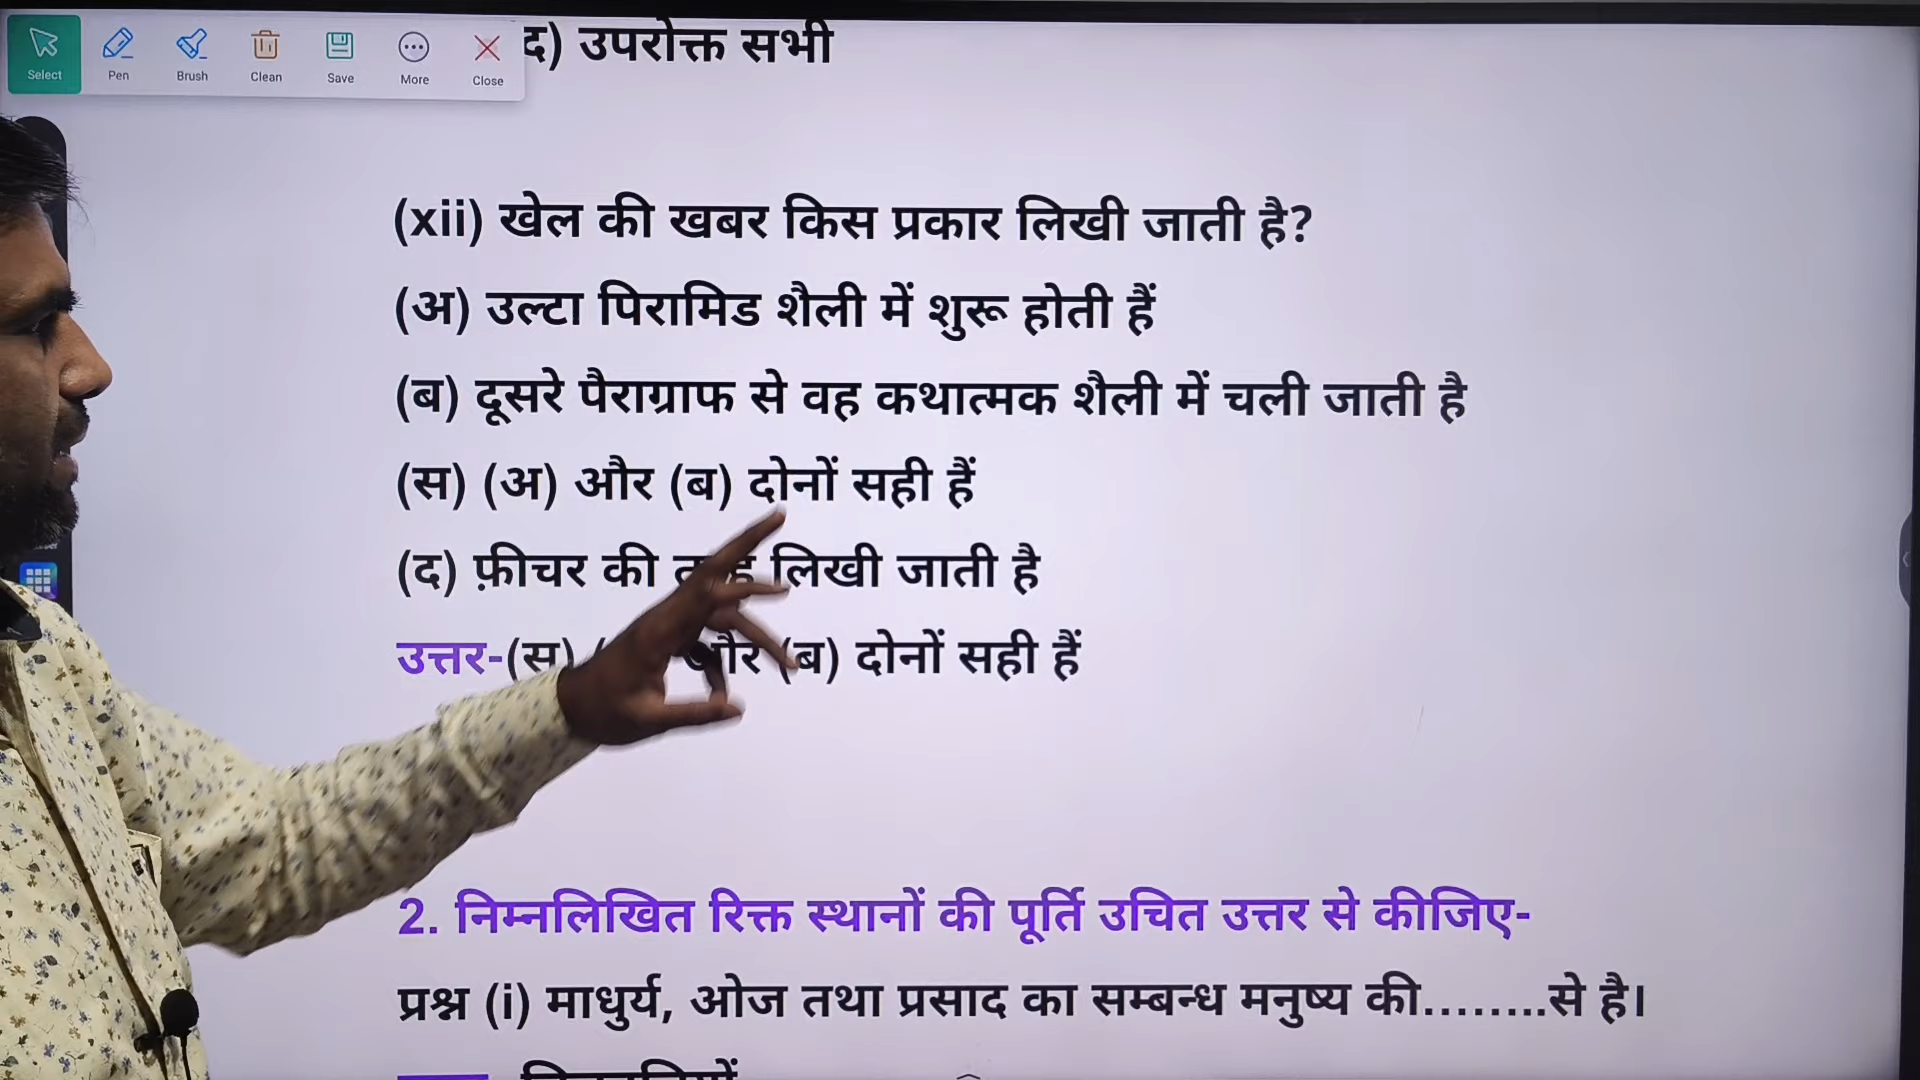 Select Pen Brush Clean Save More Close
द) उपरोक्त सभी
(xii) खेल की खबर किस प्रकार लिखी जाती है?
(अ) उल्टा पिरामिड शैली में शुरू होती हैं
(ब) दूसरे पैराग्राफ से वह कथात्मक शैली में चली जाती है
(स) (अ) और (ब) दोनों सही हैं
(द) फ़ीचर की लिखी जाती है
उत्तर-(स) और (ब) दोनों सही हैं
2. निम्नलिखित रिक्त स्थानों की पूर्ति उचित उत्तर से कीजिए-
प्रश्न (i) माधुर्य, ओज तथा प्रसाद का सम्बन्ध मनुष्य की........से है।